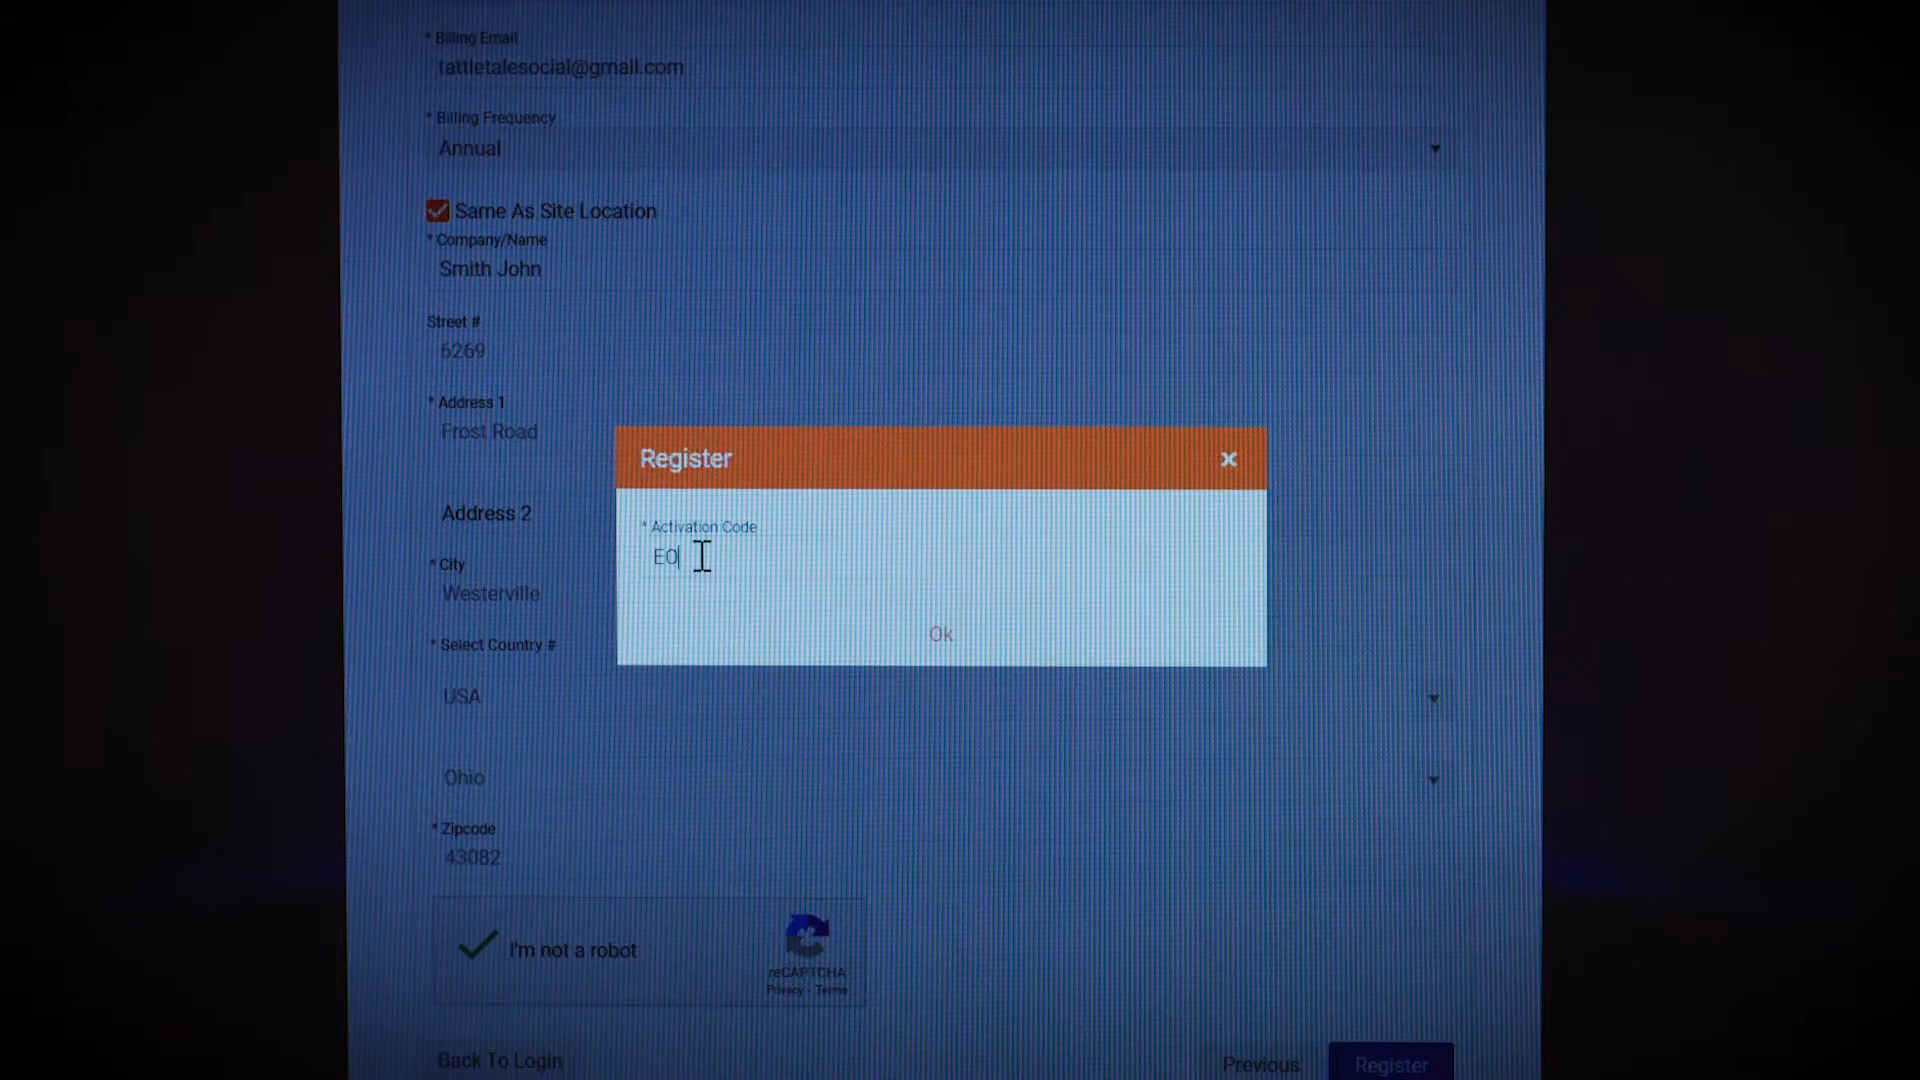 * Billing Email
tattletalesocial@gmail.com
* Billing Frequency
Annual
Same As Site Location
* Company/Name
Smith John
Street #
6269
* Address 1
Frost Road
Address 2
* City
Westerville
* Select Country #
USA
Ohio
* Zipcode
43082
I'm not a robot
reCAPTCHA
Privacy - Terms
Back To Login
Previous
Register
Register
* Activation Code
EO
Ok